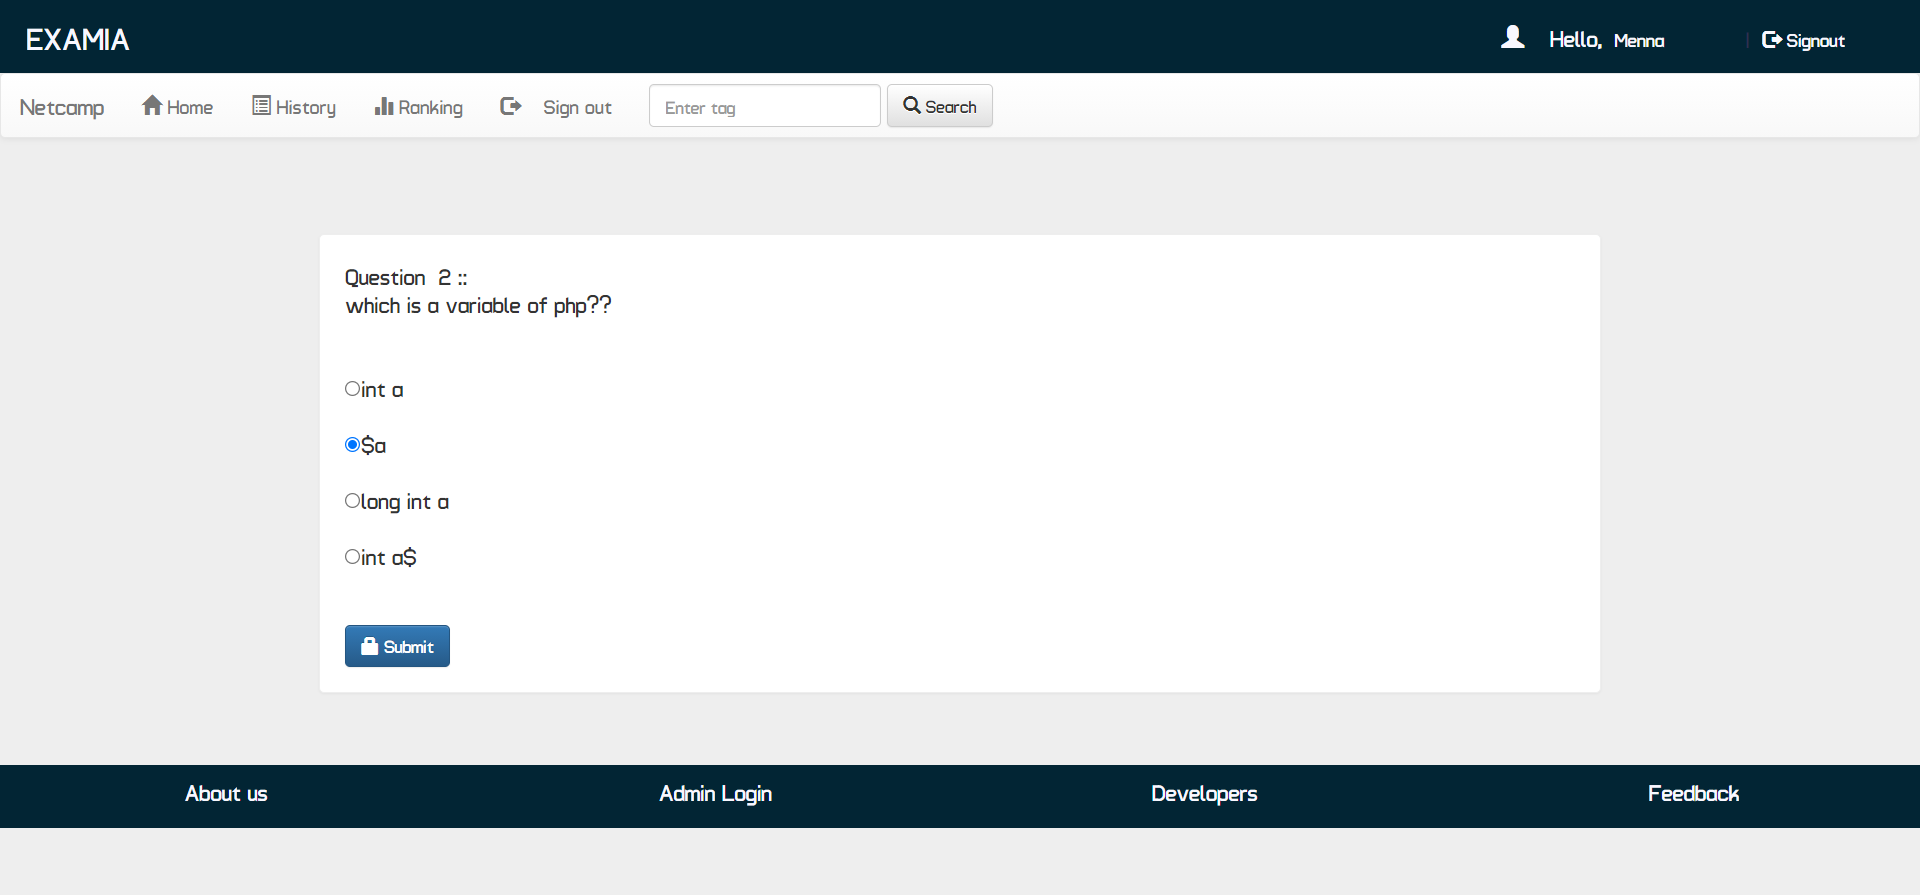 EXAMIA
Hello, Menna | Signout
Netcamp Home History Ranking Sign out Enter tag Search
Question 2 ::
which is a variable of php??
int a
$a
long int a
int a$
Submit
About us Admin Login Developers Feedback